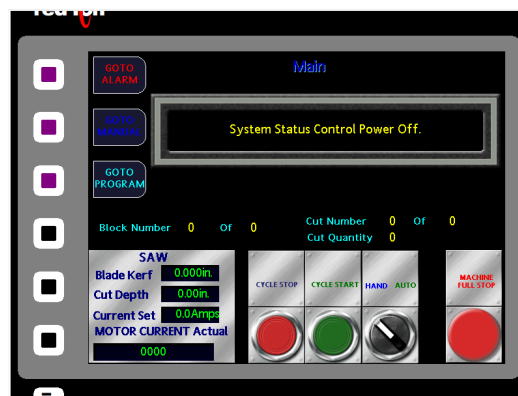 Main
GOTO
ALARM
GOTO
MANUAL
System Status Control Power Off.
GOTO
PROGRAM
Block Number 0 Of 0
Cut Number 0 Of 0
Cut Quantity 0
SAW
Blade Kerf 0.000in.
Cut Depth 0.00in.
Current Set 0.0Amps
MOTOR CURRENT Actual
0000
CYCLE STOP
CYCLE START
HAND AUTO
MACHINE
FULL STOP